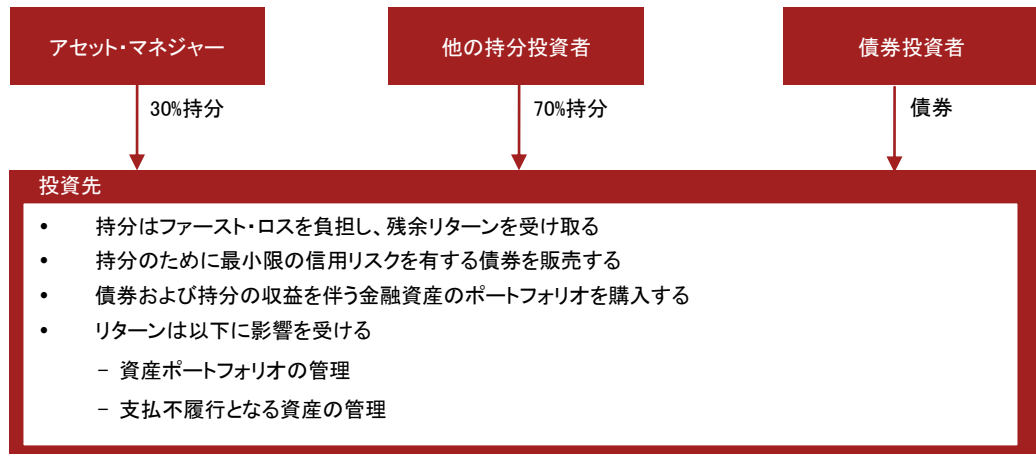 アセット・マネジャー
他の持分投資者
債券投資者
30%持分
70%持分
債券
投資先
• 持分はファースト・ロスを負担し、残余リターンを受け取る
• 持分のために最小限の信用リスクを有する債券を販売する
• 債券および持分の収益を伴う金融資産のポートフォリオを購入する
• リターンは以下に影響を受ける
− 資産ポートフォリオの管理
− 支払不履行となる資産の管理